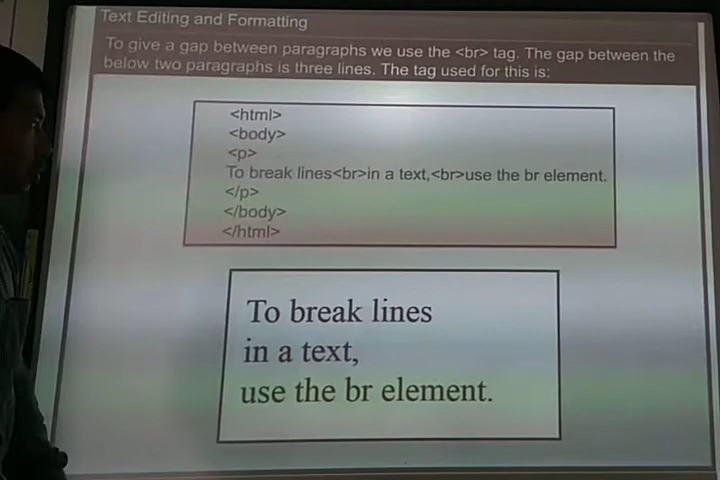 Text Editing and Formatting
To give a gap between paragraphs we use the <br> tag. The gap between the
below two paragraphs is three lines. The tag used for this is:
<html>
<body>
<p>
To break lines<br>in a text,<br>use the br element.
</p>
</body>
</html>
To break lines
in a text,
use the br element.